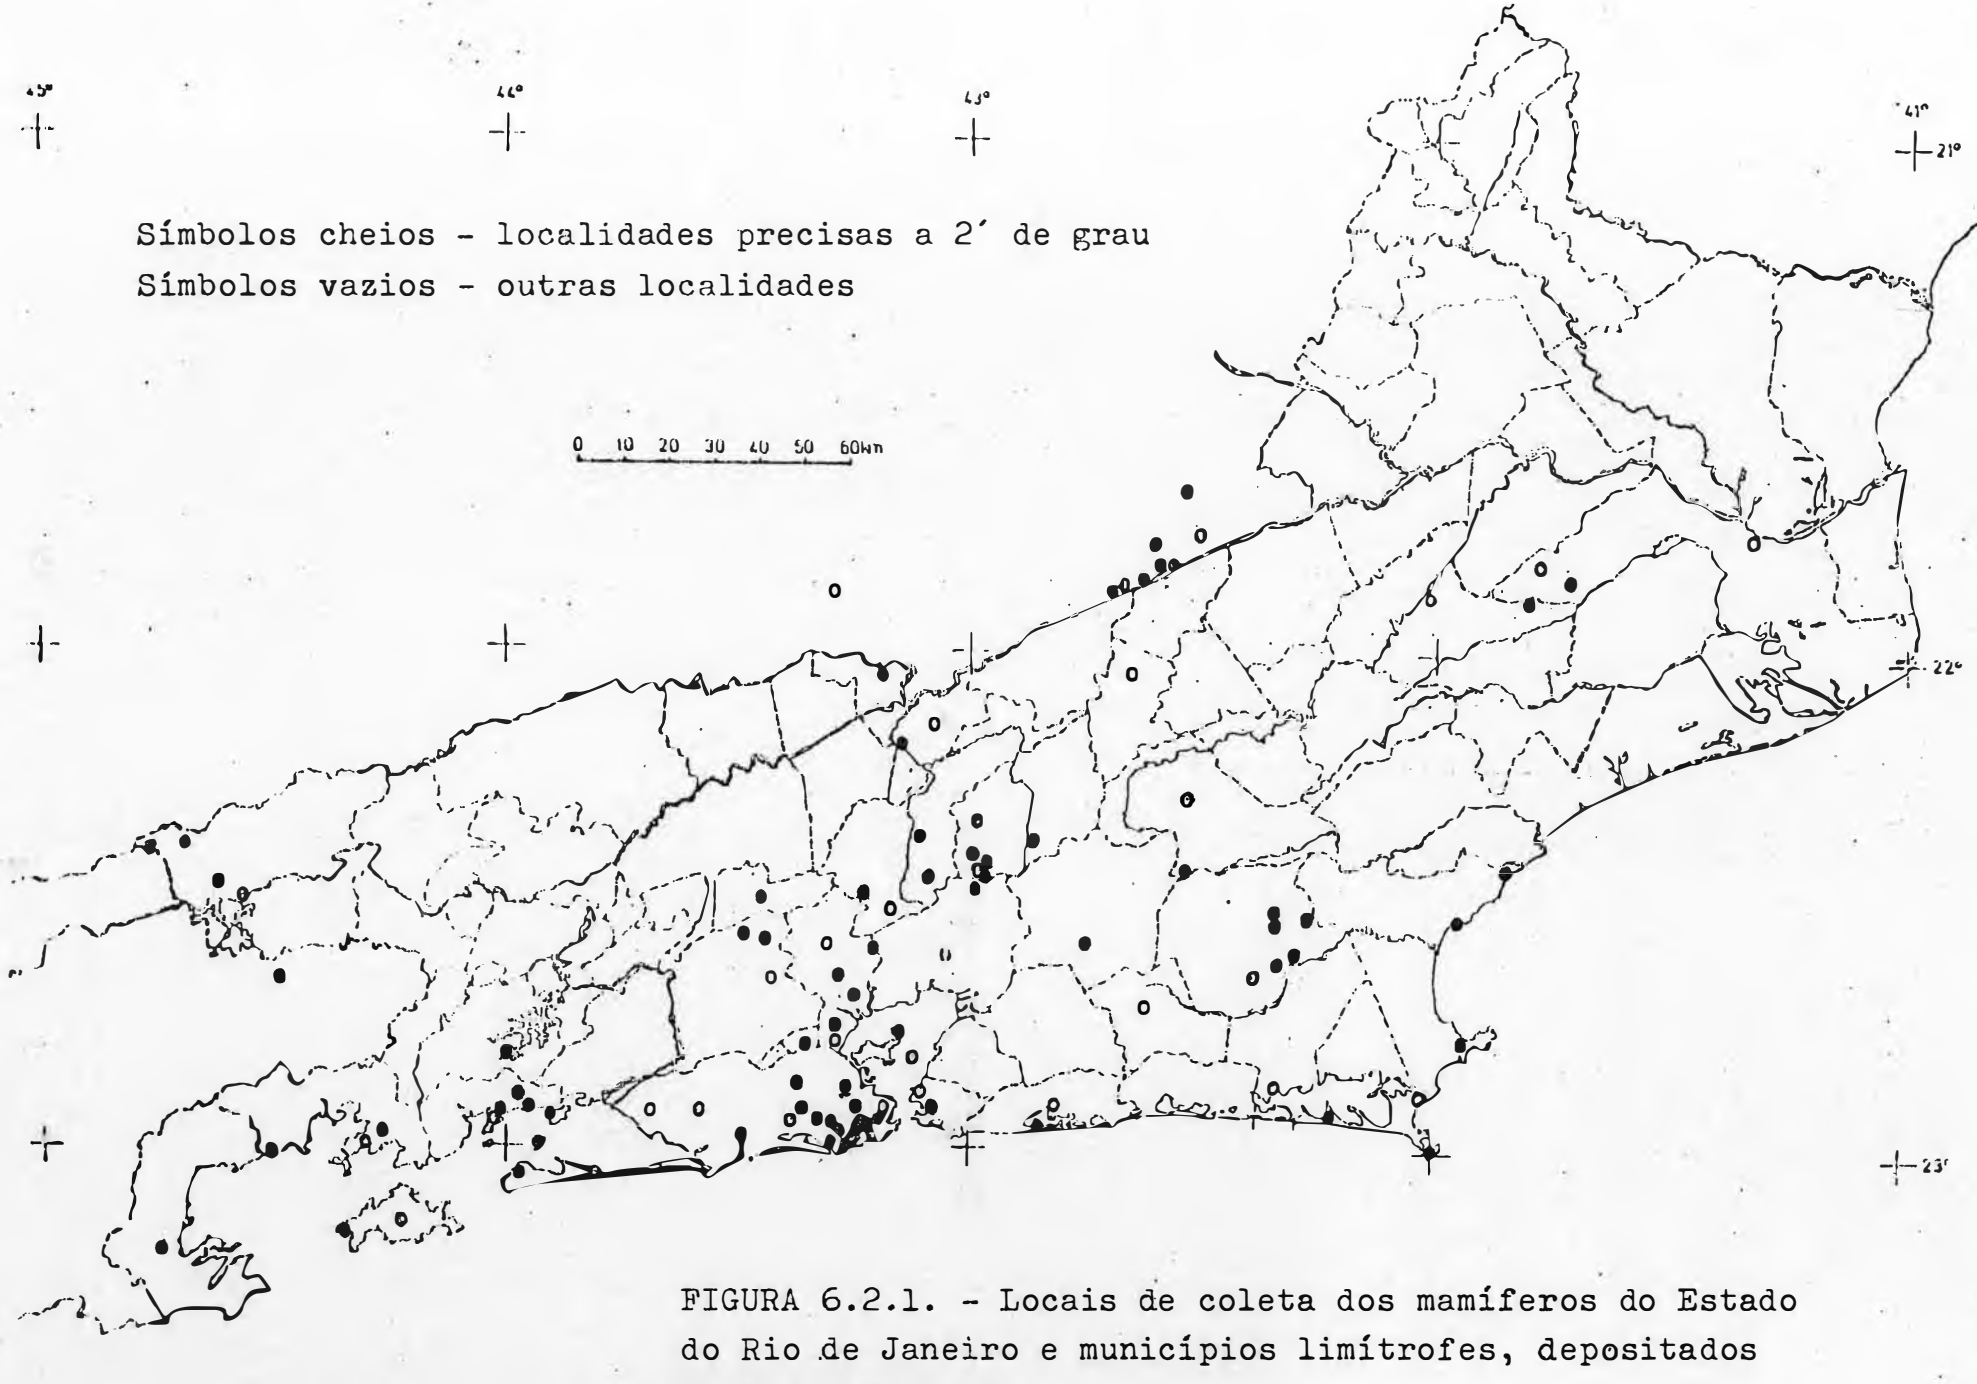 45° 44° 43° 41°
21°
Símbolos cheios - localidades precisas a 2´ de grau
Símbolos vazios - outras localidades
0 10 20 30 40 50 60km
22°
23°
FIGURA 6.2.1. - Locais de coleta dos mamíferos do Estado
do Rio de Janeiro e municípios limítrofes, depositados